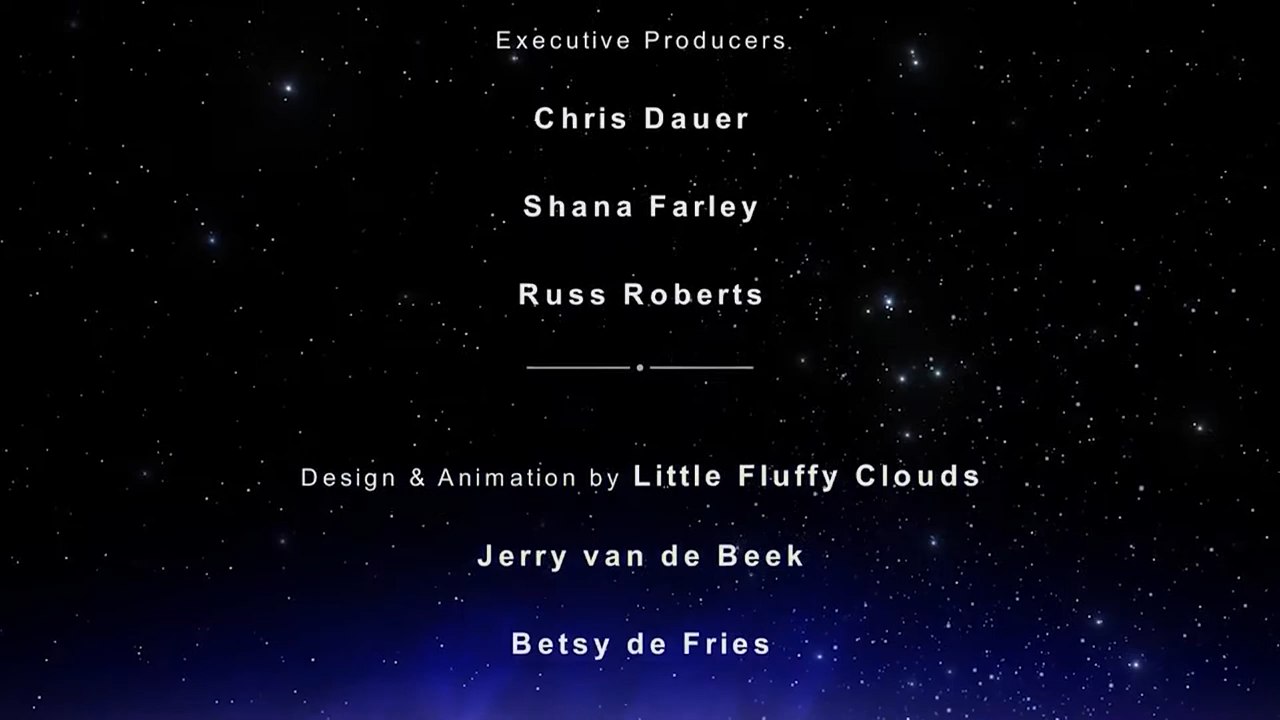 Executive Producers
Chris Dauer
Shana Farley
Russ Roberts
Design & Animation by Little Fluffy Clouds
Jerry van de Beek
Betsy de Fries